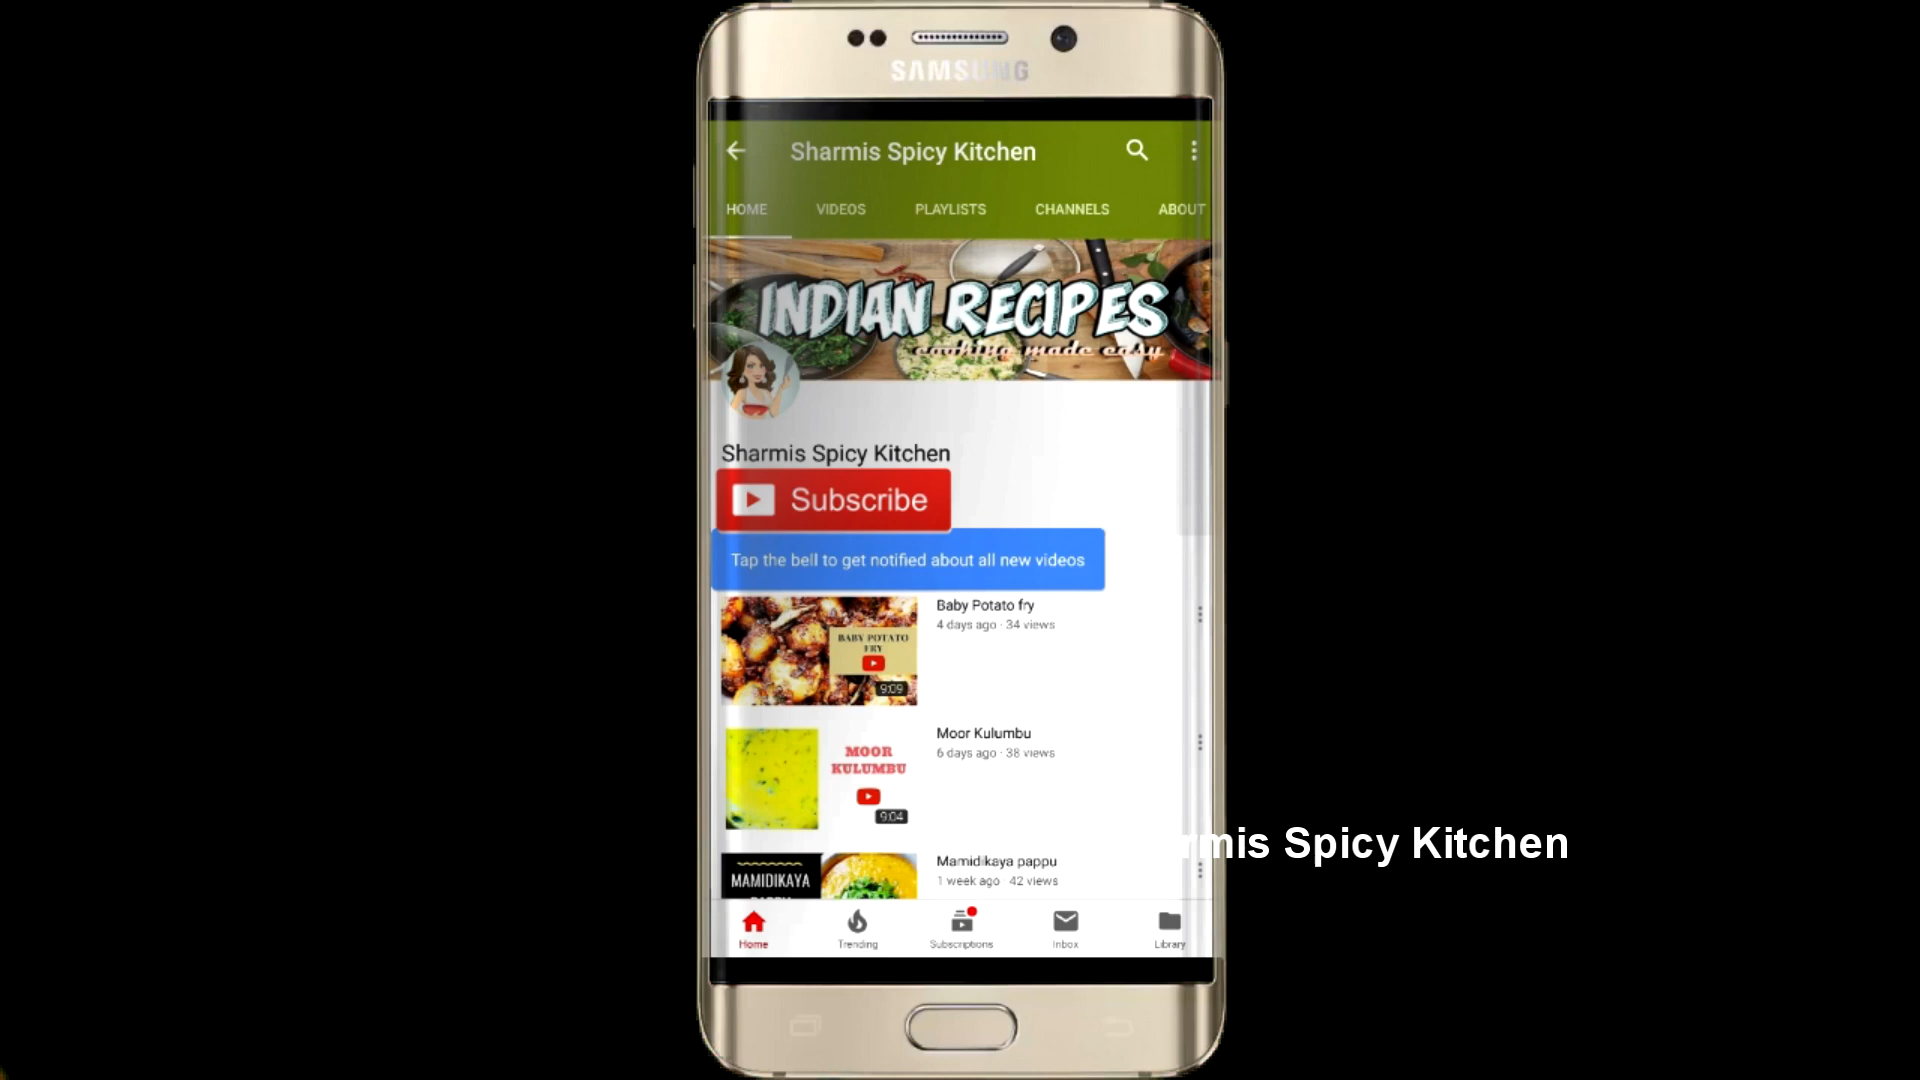 SAMSUNG
Sharmis Spicy Kitchen
HOME VIDEOS PLAYLISTS CHANNELS ABOUT
INDIAN RECIPES
cooking made easy
Sharmis Spicy Kitchen
Subscribe
Tap the bell to get notified about all new videos
Baby Potato fry
4 days ago · 34 views
BABY POTATO
FRY
9:09
Moor Kulumbu
6 days ago · 38 views
MOOR
KULUMBU
9:04
Mamidikaya pappu
1 week ago · 42 views
MAMIDIKAYA
Spicy Kitchen
Home Trending Subscriptions Inbox Library